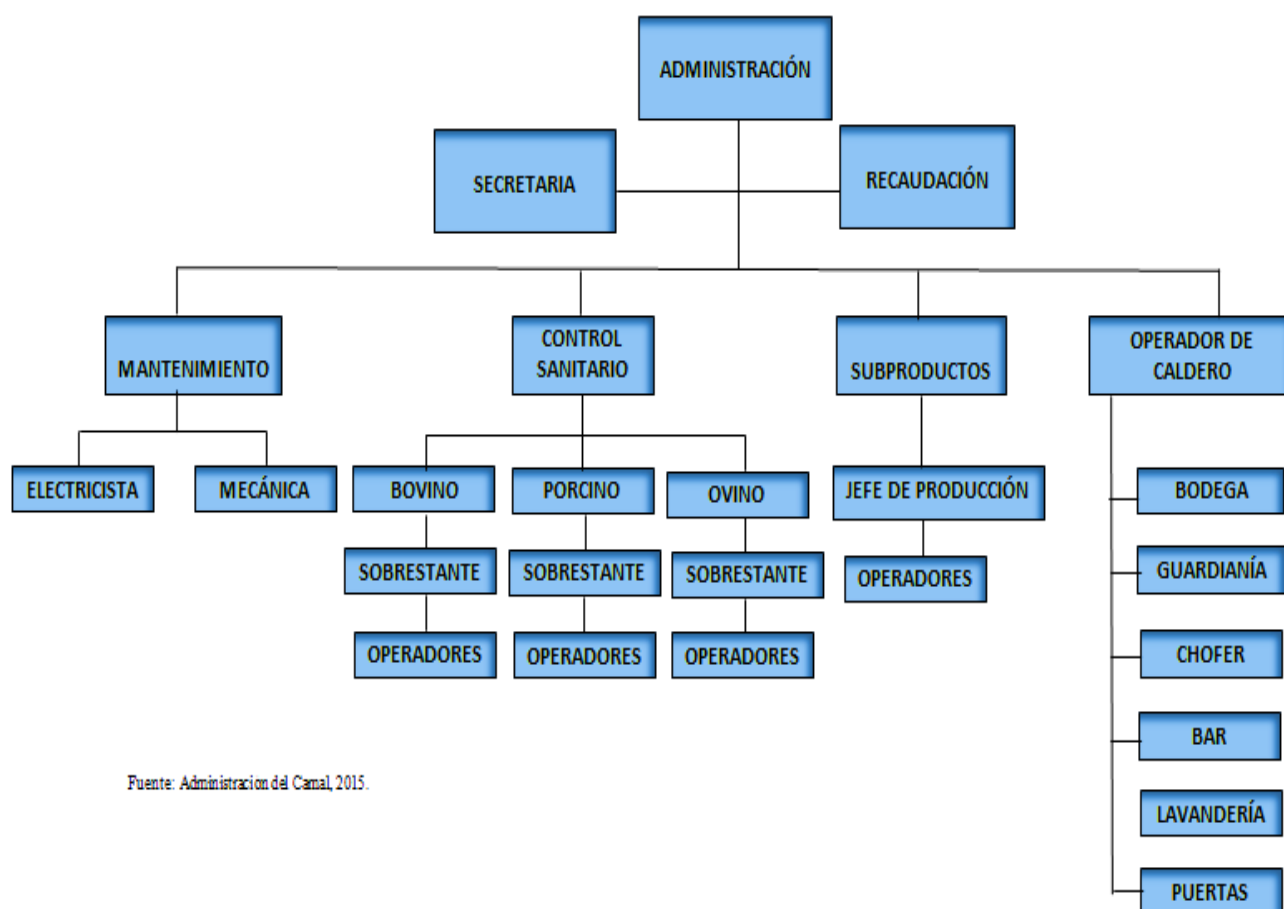 ADMINISTRACIÓN
SECRETARIA
RECAUDACIÓN
MANTENIMIENTO
CONTROL
SANITARIO
SUBPRODUCTOS
OPERADOR DE
CALDERO
ELECTRICISTA
MECÁNICA
BOVINO
PORCINO
OVINO
JEFE DE PRODUCCIÓN
BODEGA
SOBRESTANTE
SOBRESTANTE
SOBRESTANTE
OPERADORES
GUARDIANÍA
OPERADORES
OPERADORES
OPERADORES
CHOFER
BAR
LAVANDERÍA
PUERTAS
Fuente: Administracion del Camal, 2015.